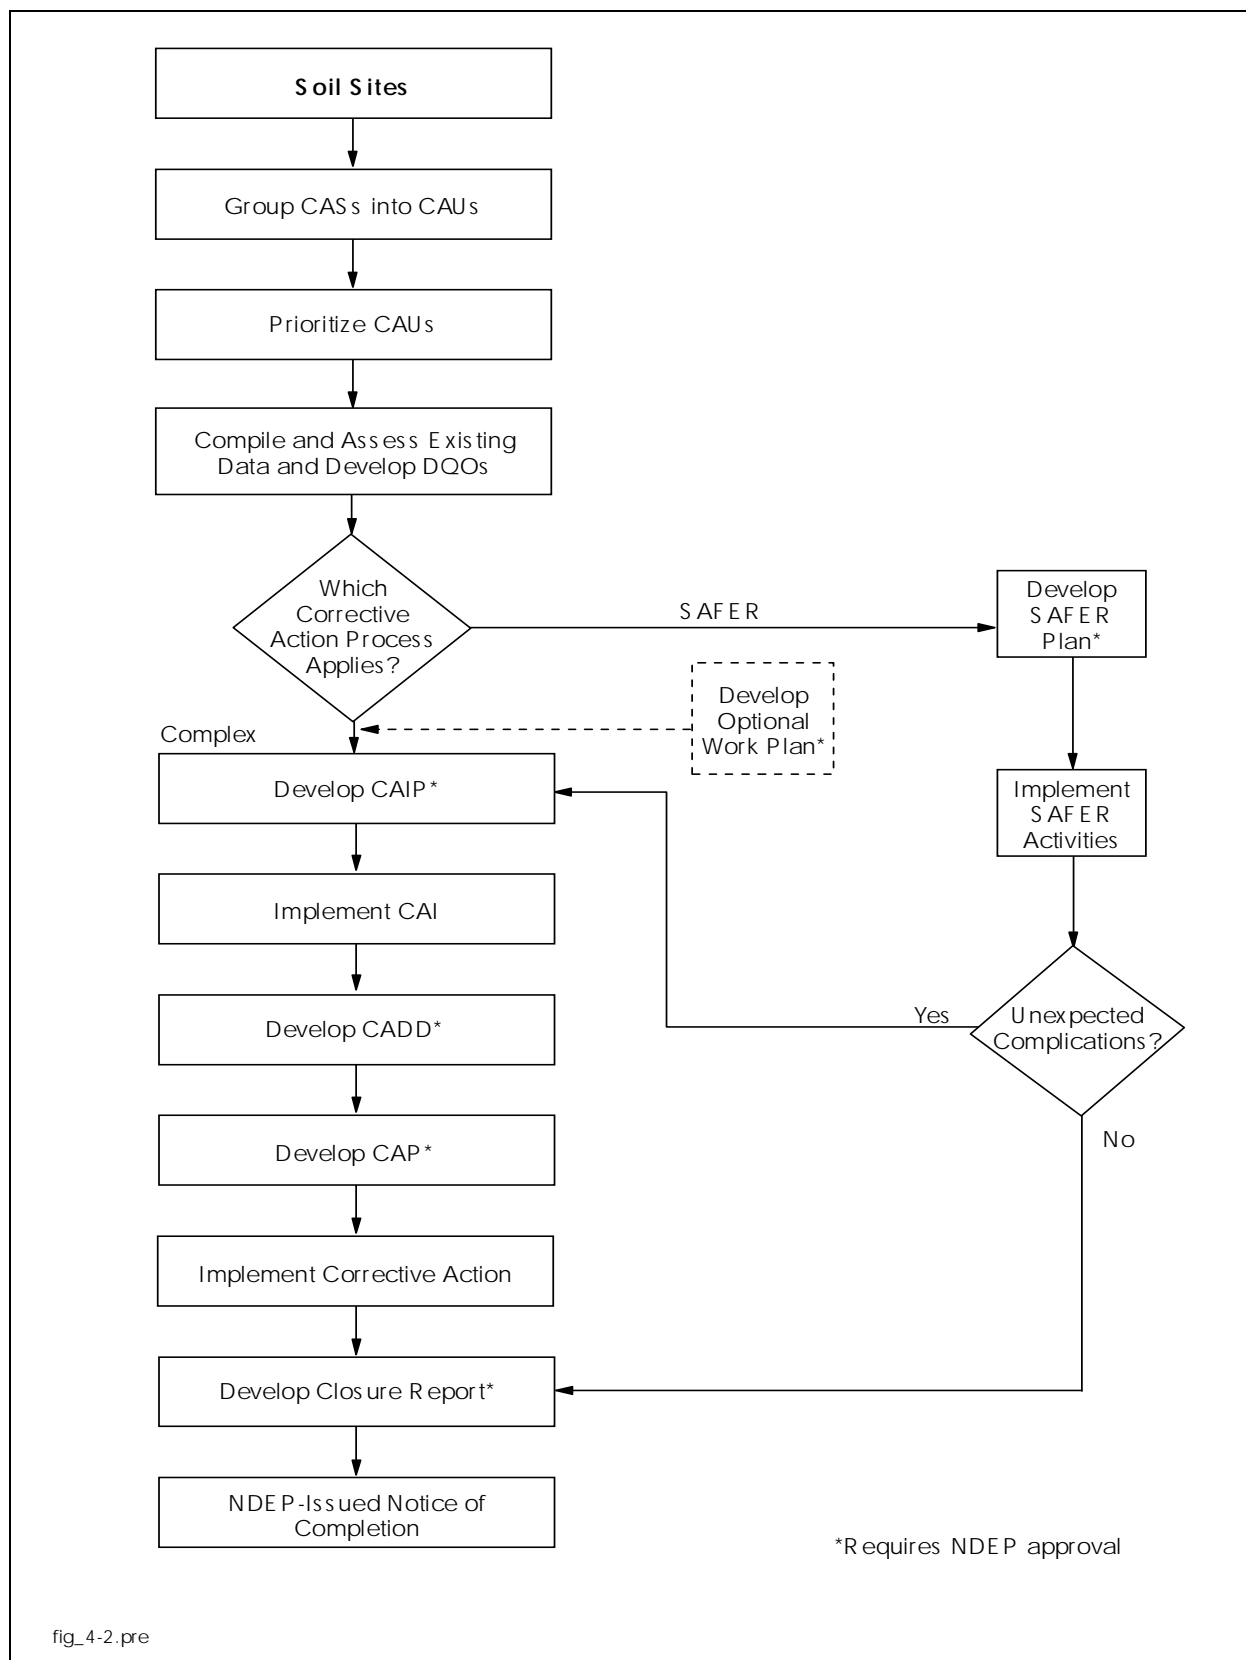 Soil Sites
Group CASs into CAUs
Prioritize CAUs
Compile and Assess Existing
Data and Develop DQOs
Which
Corrective
Action Process
Applies?
SAFER
Develop
SAFER
Plan*
Develop
Optional
Work Plan*
Complex
Develop CAIP*
Implement
SAFER
Activities
Implement CAI
Develop CADD*
Yes
Unexpected
Complications?
No
Develop CAP*
Implement Corrective Action
Develop Closure Report*
NDEP-Issued Notice of
Completion
*Requires NDEP approval
fig_4-2.pre